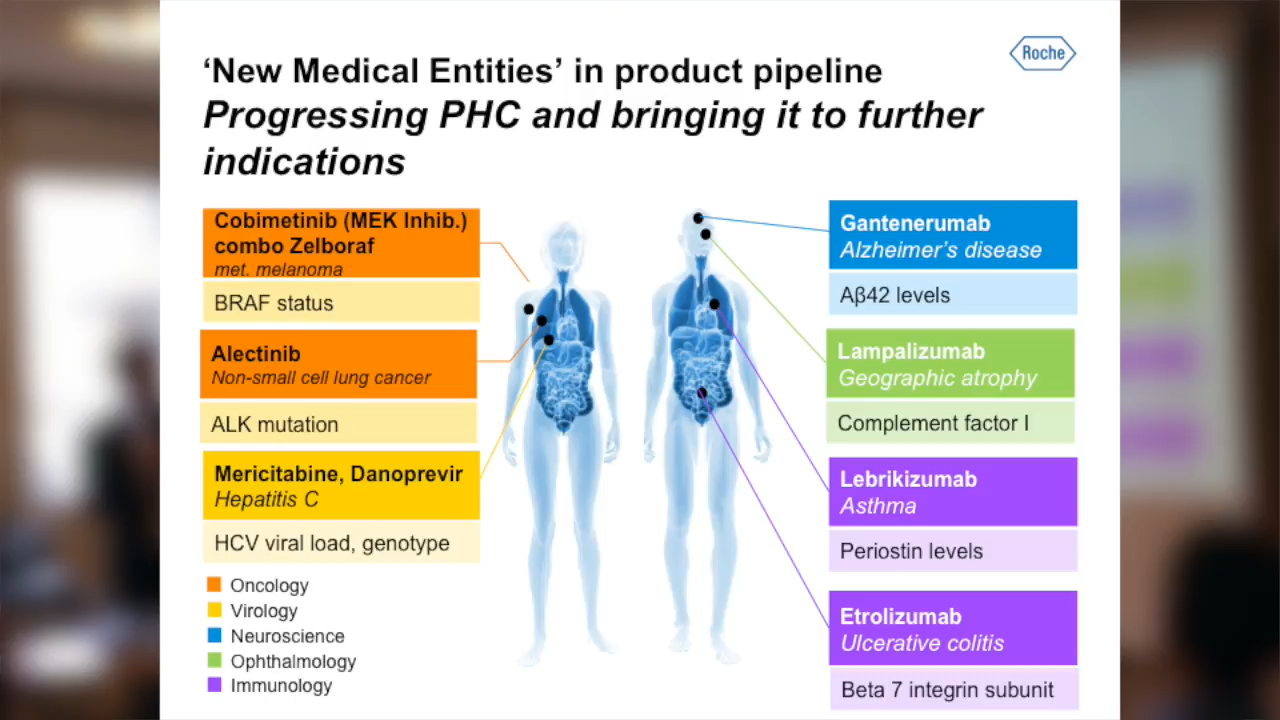 Roche
‘New Medical Entities’ in product pipeline
Progressing PHC and bringing it to further
indications
Cobimetinib (MEK Inhib.)
combo Zelboraf
met. melanoma
BRAF status
Alectinib
Non-small cell lung cancer
ALK mutation
Mericitabine, Danoprevir
Hepatitis C
HCV viral load, genotype
Oncology
Virology
Neuroscience
Ophthalmology
Immunology
Gantenerumab
Alzheimer’s disease
Aβ42 levels
Lampalizumab
Geographic atrophy
Complement factor I
Lebrikizumab
Asthma
Periostin levels
Etrolizumab
Ulcerative colitis
Beta 7 integrin subunit